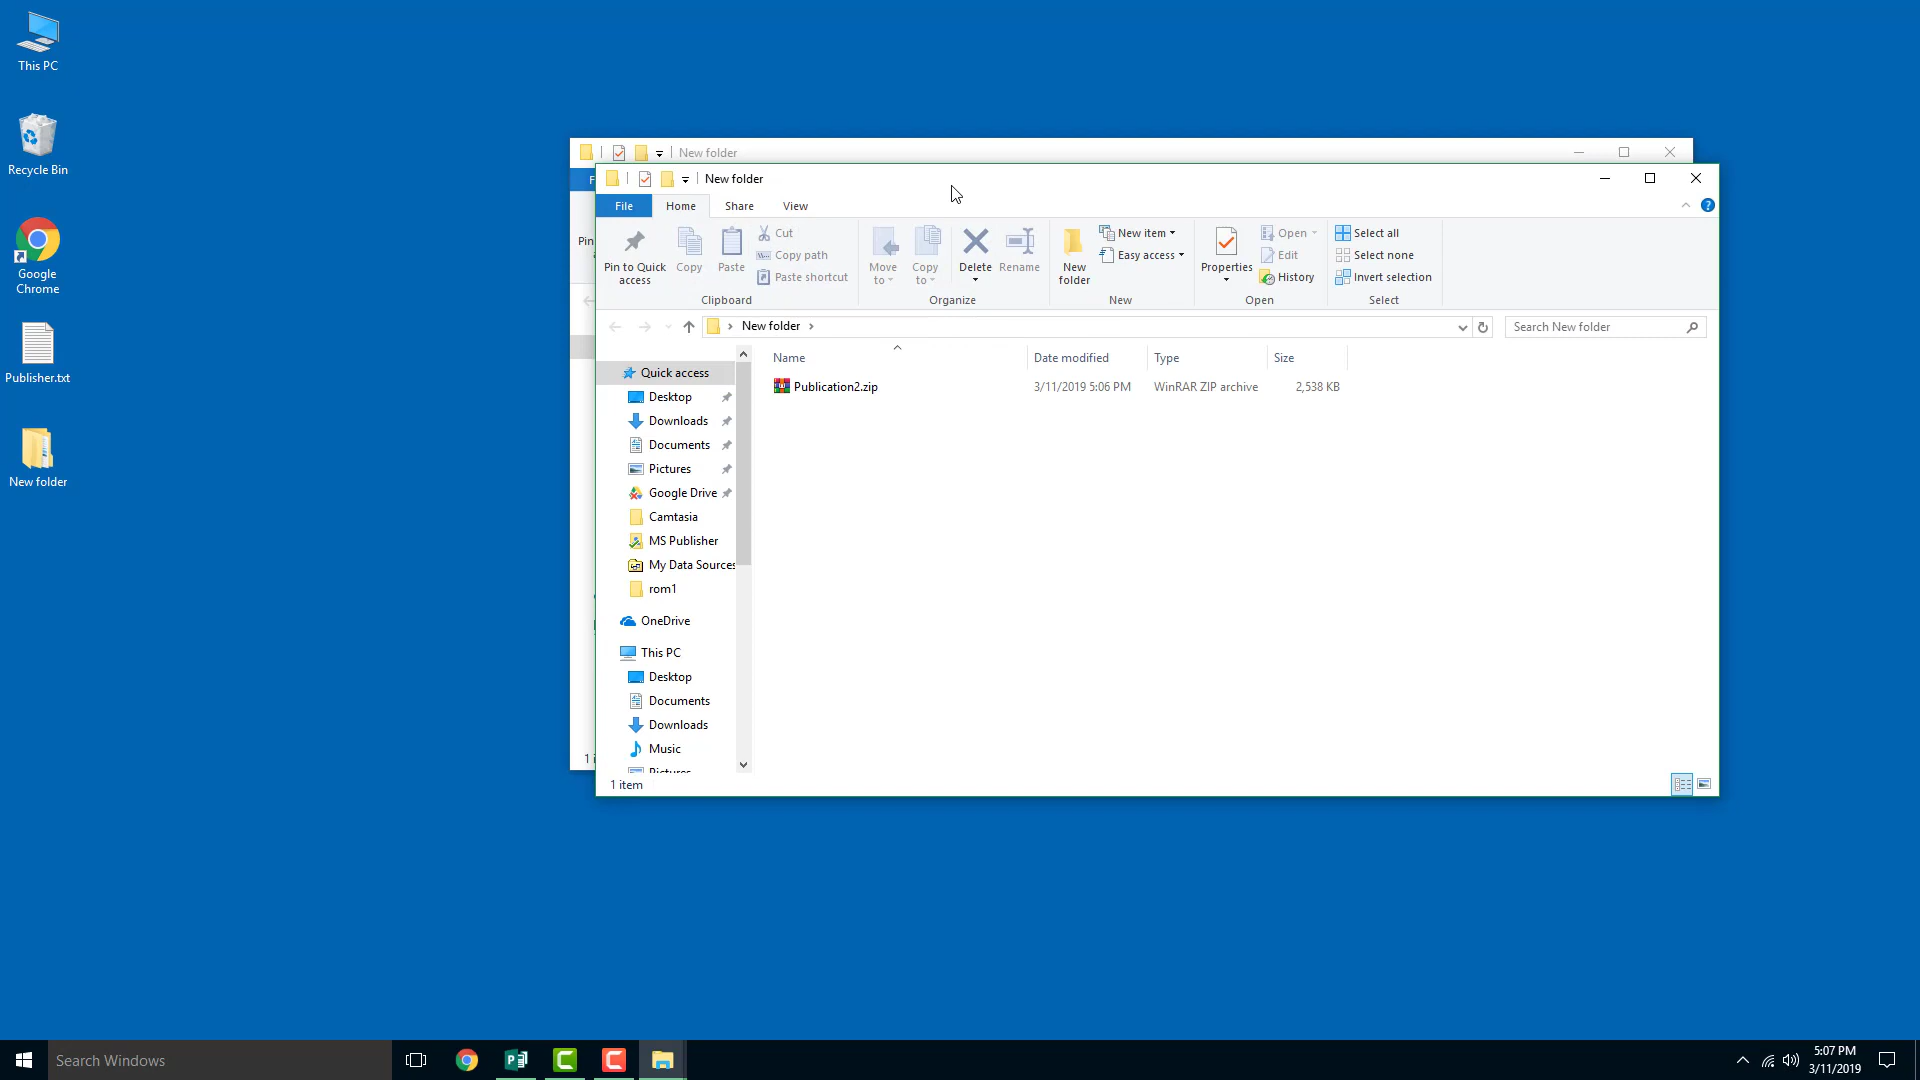 This PC
Recycle Bin
Google
Chrome
Publisher.txt
New folder
New folder
Pin
1 i
New folder
File Home Share View
Pin to Quick
access
Copy
Paste
Cut
Copy path
Paste shortcut
Clipboard
Move
to
Copy
to
Delete
Rename
Organize
New
folder
New item
Easy access
New
Properties
Open
Edit
History
Open
Select all
Select none
Invert selection
Select
New folder
Search New folder
Name Date modified Type Size
Publication2.zip 3/11/2019 5:06 PM WinRAR ZIP archive 2,538 KB
Quick access
Desktop
Downloads
Documents
Pictures
Google Drive
Camtasia
MS Publisher
My Data Sources
rom1
OneDrive
This PC
Desktop
Documents
Downloads
Music
Pictures
1 item
Search Windows
5:07 PM
3/11/2019